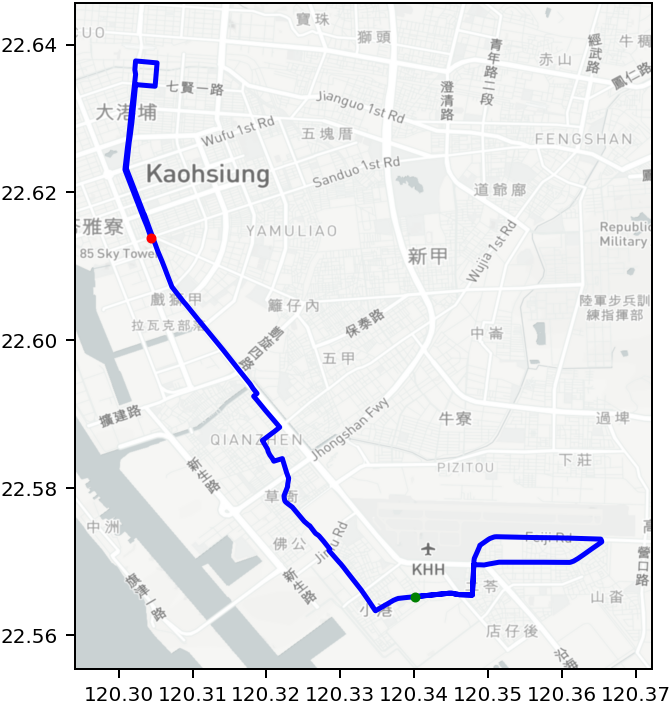 22.64
22.62
22.60
22.58
22.56
120.30 120.31 120.32 120.33 120.34 120.35 120.36 120.37
寶珠
獅頭
青年路二段
赤山
經武路
牛稠
鳳仁路
七賢一路
Jianguo 1st Rd
澄清路
大港埔
Wufu 1st Rd
五塊厝
FENGSHAN
Kaohsiung
Sanduo 1st Rd
道爺廍
雅寮
YAMULIAO
Republi
Military
85 Sky Tower
新甲
Wujia 1st Rd
戲獅甲
籬仔內
陸軍步兵訓
練指揮部
拉瓦克部落
保泰路
中崙
五甲
擴建路
牛寮
過埤
QIANZHEN
Jhongshan Fwy
新生路
PIZITOU
下莊
草衙
中洲
佛公
Jinfu Rd
Feiji Rd
高
營口路
KHH
旗津一路
新生路
苓
山畓
小港
店仔後